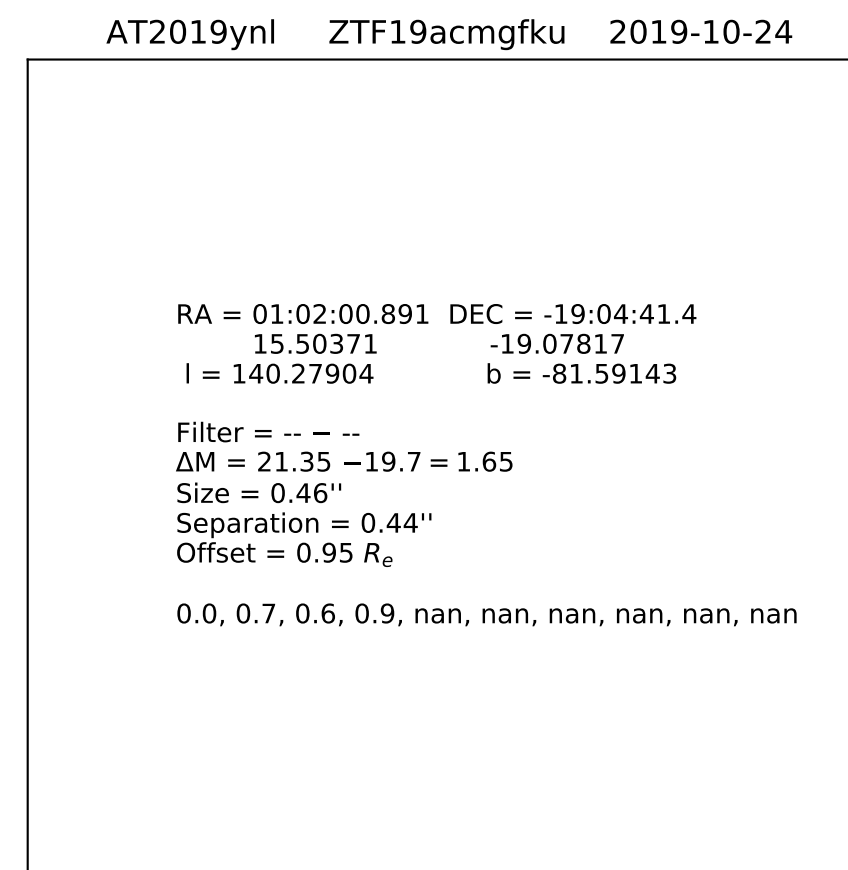 AT2019ynl ZTF19acmgfku 2019-10-24
RA = 01:02:00.891 DEC = -19:04:41.4
15.50371 -19.07817
l = 140.27904 b = -81.59143
Filter = -- − --
ΔM = 21.35 −19.7 = 1.65
Size = 0.46''
Separation = 0.44''
Offset = 0.95 Re
0.0, 0.7, 0.6, 0.9, nan, nan, nan, nan, nan, nan